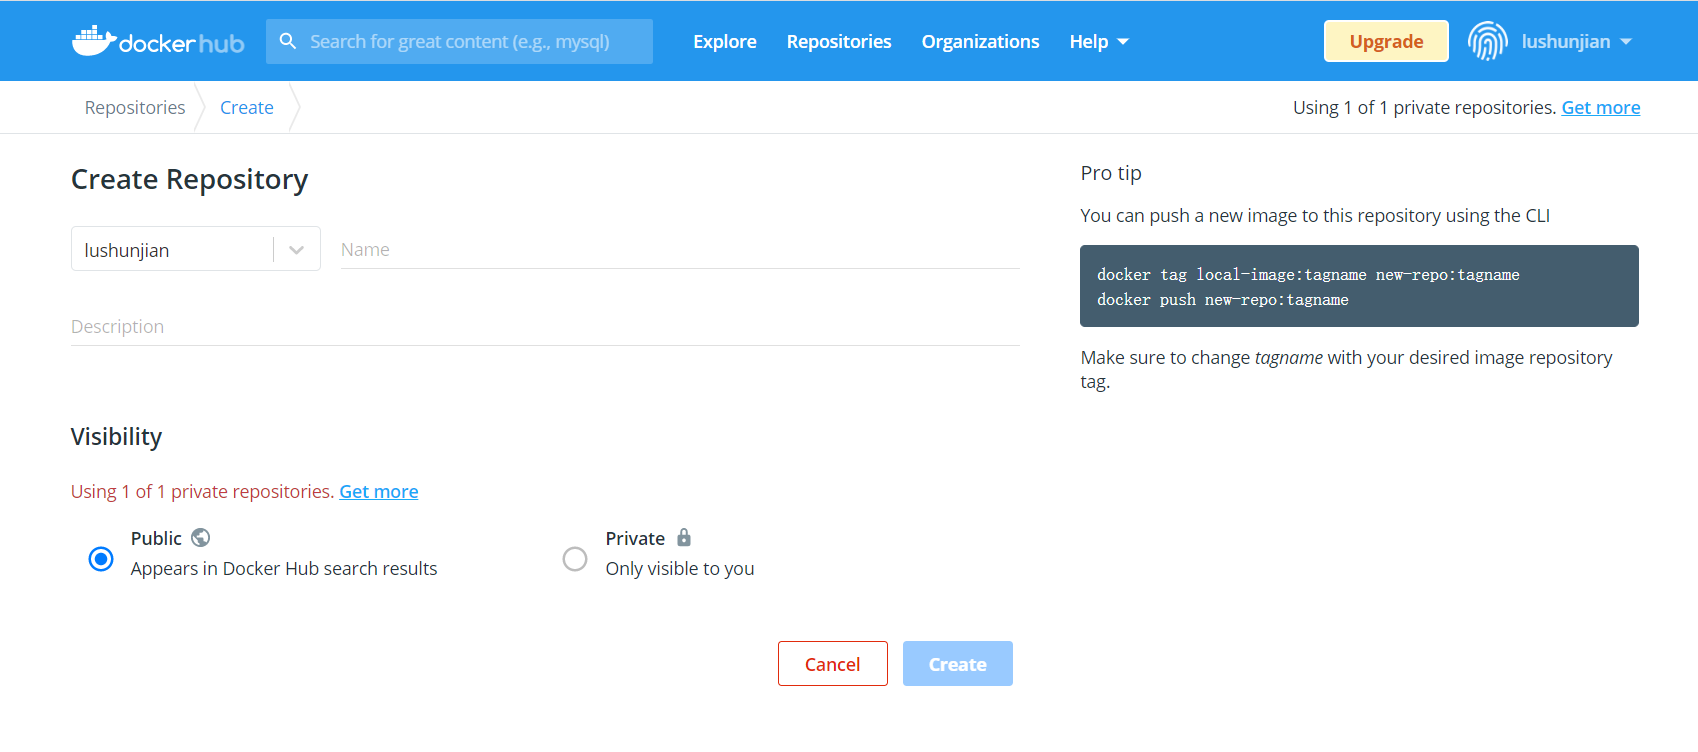 docker hub
Search for great content (e.g., mysql)
Explore
Repositories
Organizations
Help
Upgrade
lushunjian
Repositories
Create
Using 1 of 1 private repositories. Get more
Create Repository
lushunjian
Name
Description
Visibility
Using 1 of 1 private repositories. Get more
Public
Appears in Docker Hub search results
Private
Only visible to you
Cancel
Create
Pro tip
You can push a new image to this repository using the CLI
docker tag local-image:tagname new-repo:tagname
docker push new-repo:tagname
Make sure to change tagname with your desired image repository
tag.